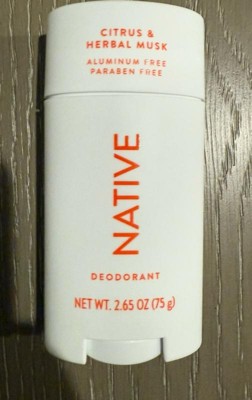 CITRUS &
HERBAL MUSK
ALUMINUM FREE
PARABEN FREE
NATIVE
DEODORANT
NET WT. 2.65 OZ (75 g)